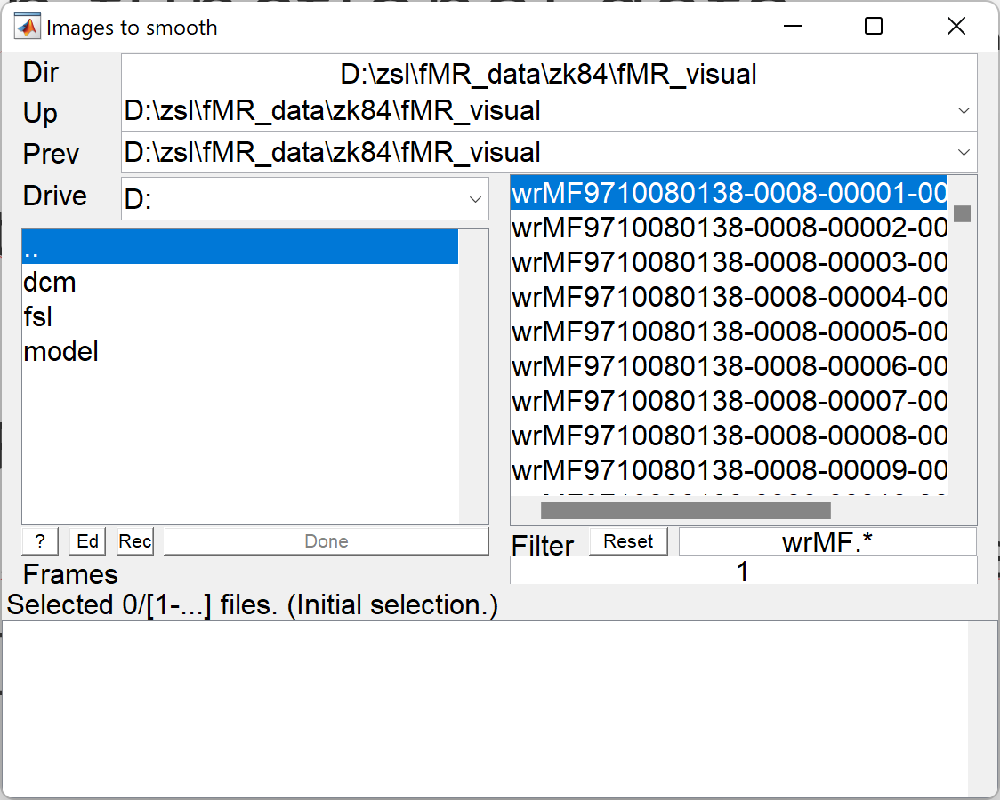 Images to smooth
Dir
D:\zsl\fMR_data\zk84\fMR_visual
Up
D:\zsl\fMR_data\zk84\fMR_visual
Prev
D:\zsl\fMR_data\zk84\fMR_visual
Drive
D:
..
dcm
fsl
model
wrMF9710080138-0008-00001-00
wrMF9710080138-0008-00002-00
wrMF9710080138-0008-00003-00
wrMF9710080138-0008-00004-00
wrMF9710080138-0008-00005-00
wrMF9710080138-0008-00006-00
wrMF9710080138-0008-00007-00
wrMF9710080138-0008-00008-00
wrMF9710080138-0008-00009-00
? Ed Rec Done
Filter Reset wrMF.*
Frames 1
Selected 0/[1-...] files. (Initial selection.)